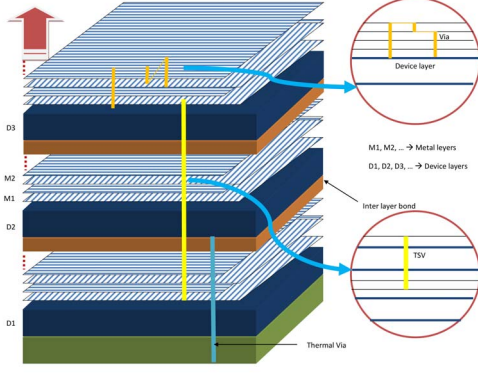 Via
Device layer
D3
M1, M2, … → Metal layers
D1, D2, D3, … → Device layers
M2
M1
Inter layer bond
D2
TSV
D1
Thermal Via